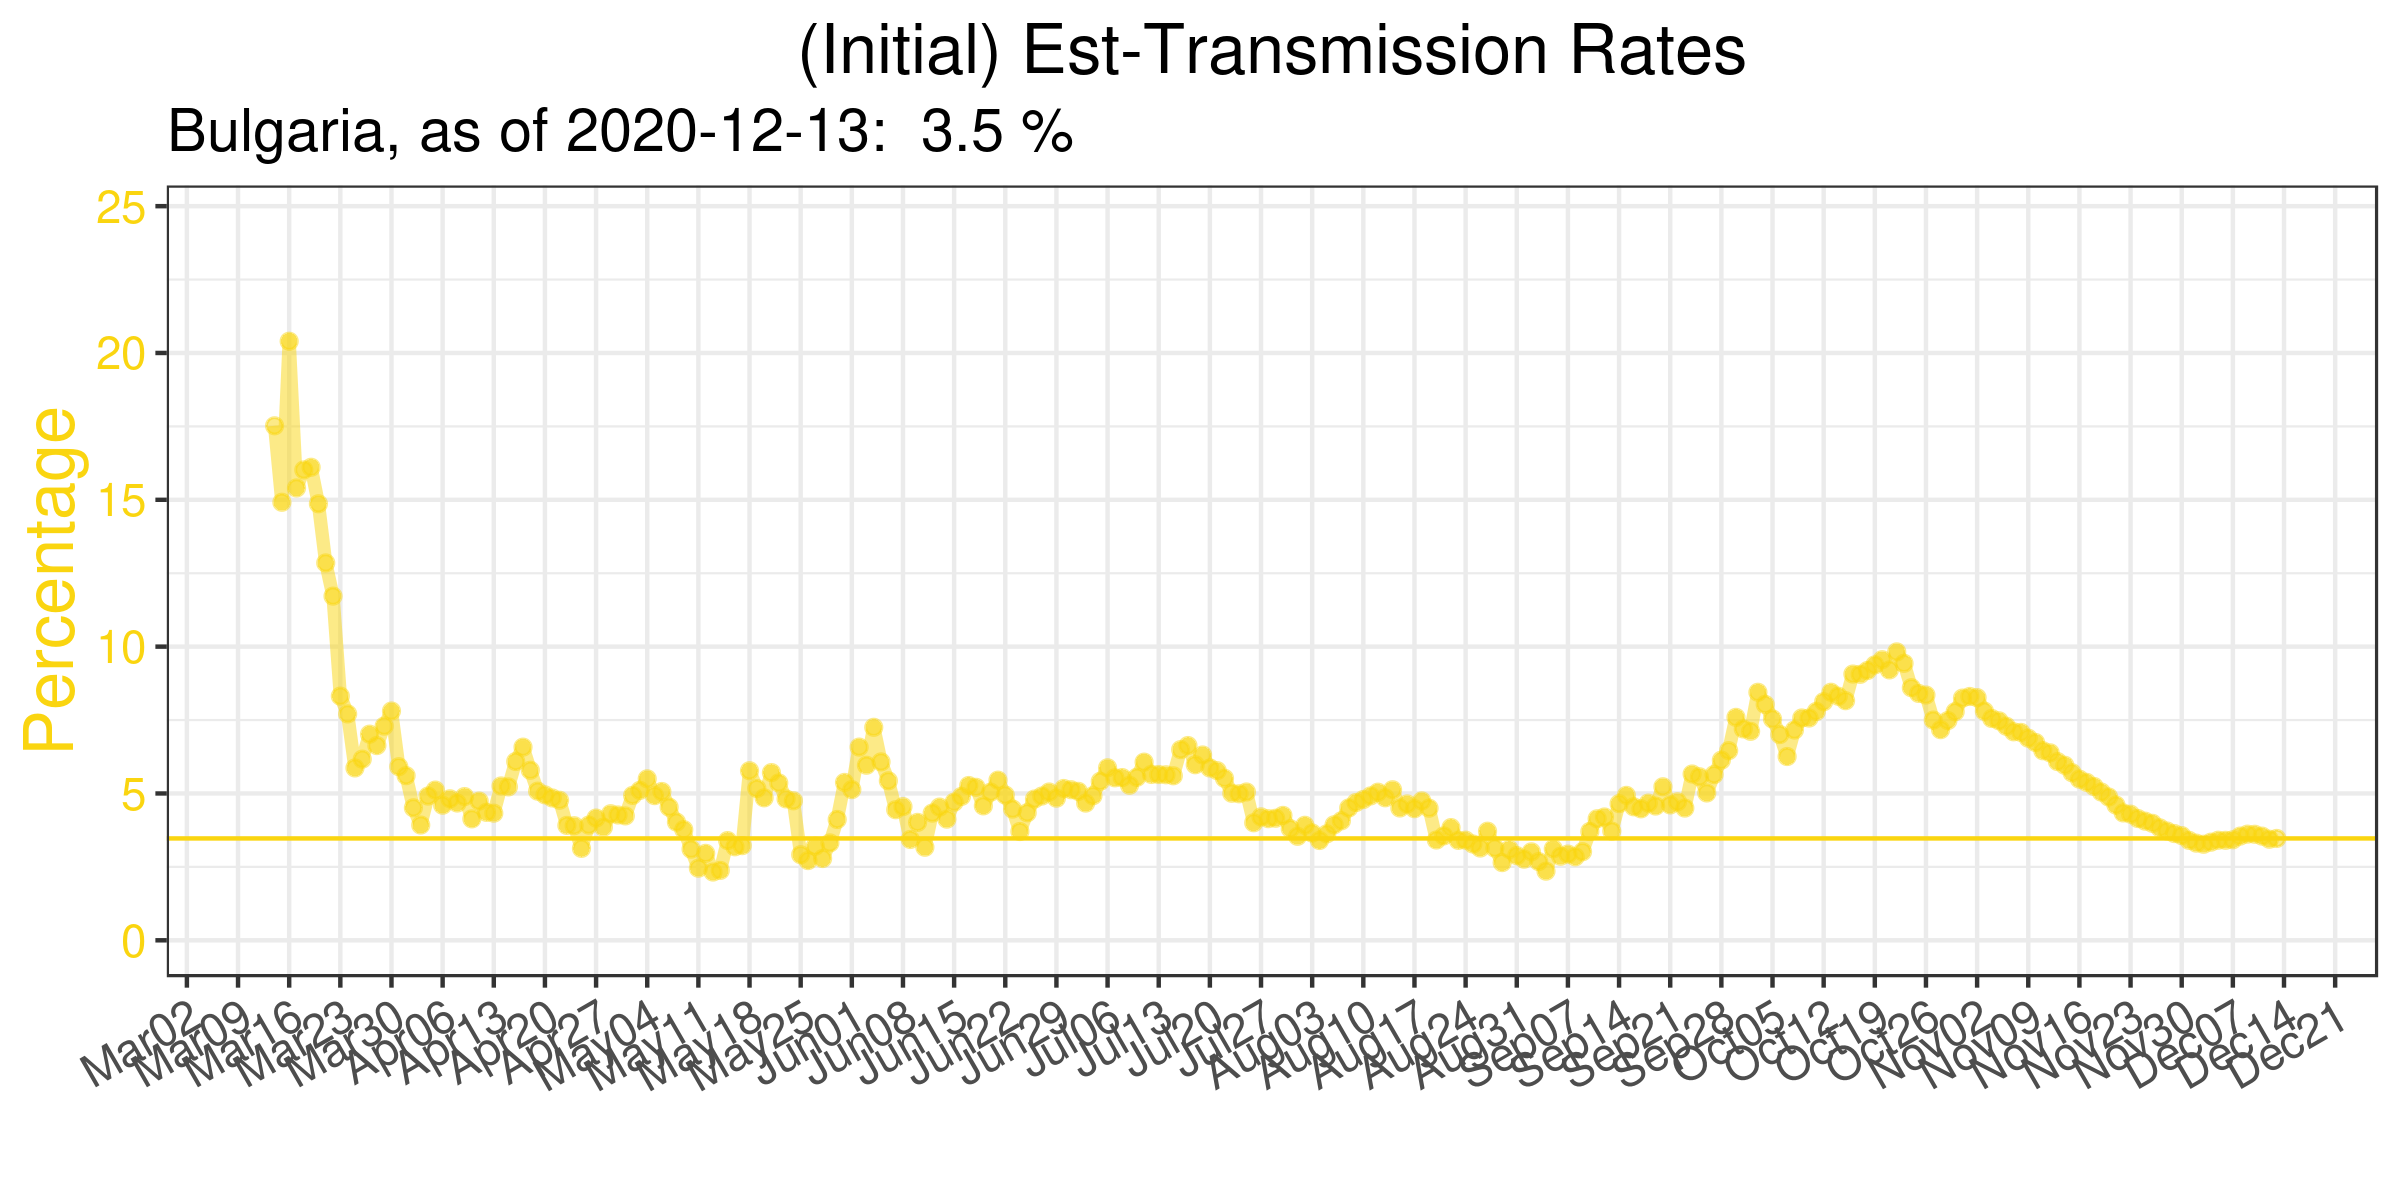 (Initial) Est-Transmission Rates
Bulgaria, as of 2020-12-13:  3.5 %
Percentage
25
20
15
10
5
0
Mar02
Mar09
Mar16
Mar23
Mar30
Apr06
Apr13
Apr20
Apr27
May04
May11
May18
May25
Jun01
Jun08
Jun15
Jun22
Jun29
Jul06
Jul13
Jul20
Jul27
Aug03
Aug10
Aug17
Aug24
Aug31
Sep07
Sep14
Sep21
Sep28
Oct05
Oct12
Oct19
Oct26
Nov02
Nov09
Nov16
Nov23
Nov30
Dec07
Dec14
Dec21